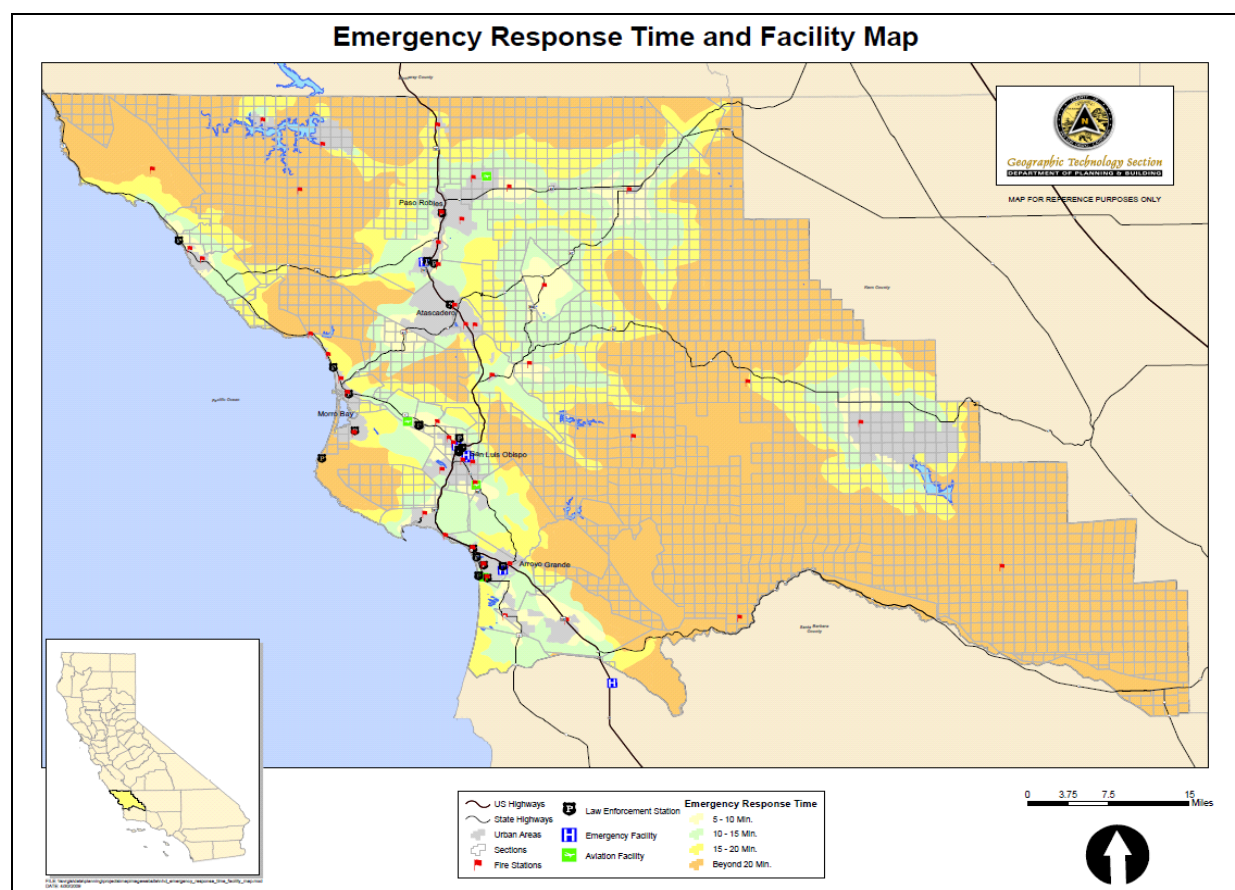 Emergency Response Time and Facility Map
Geographic Technology Section
DEPARTMENT OF PLANNING & BUILDING
MAP FOR REFERENCE PURPOSES ONLY
Paso Robles
Kern County
Atascadero
Pacific Ocean
Morro Bay
San Luis Obispo
Arroyo Grande
Santa Barbara
County
US Highways
State Highways
Urban Areas
Sections
Fire Stations
Law Enforcement Station
Emergency Facility
Aviation Facility
Emergency Response Time
5 - 10 Min.
10 - 15 Min.
15 - 20 Min.
Beyond 20 Min.
0 3.75 7.5 15
Miles